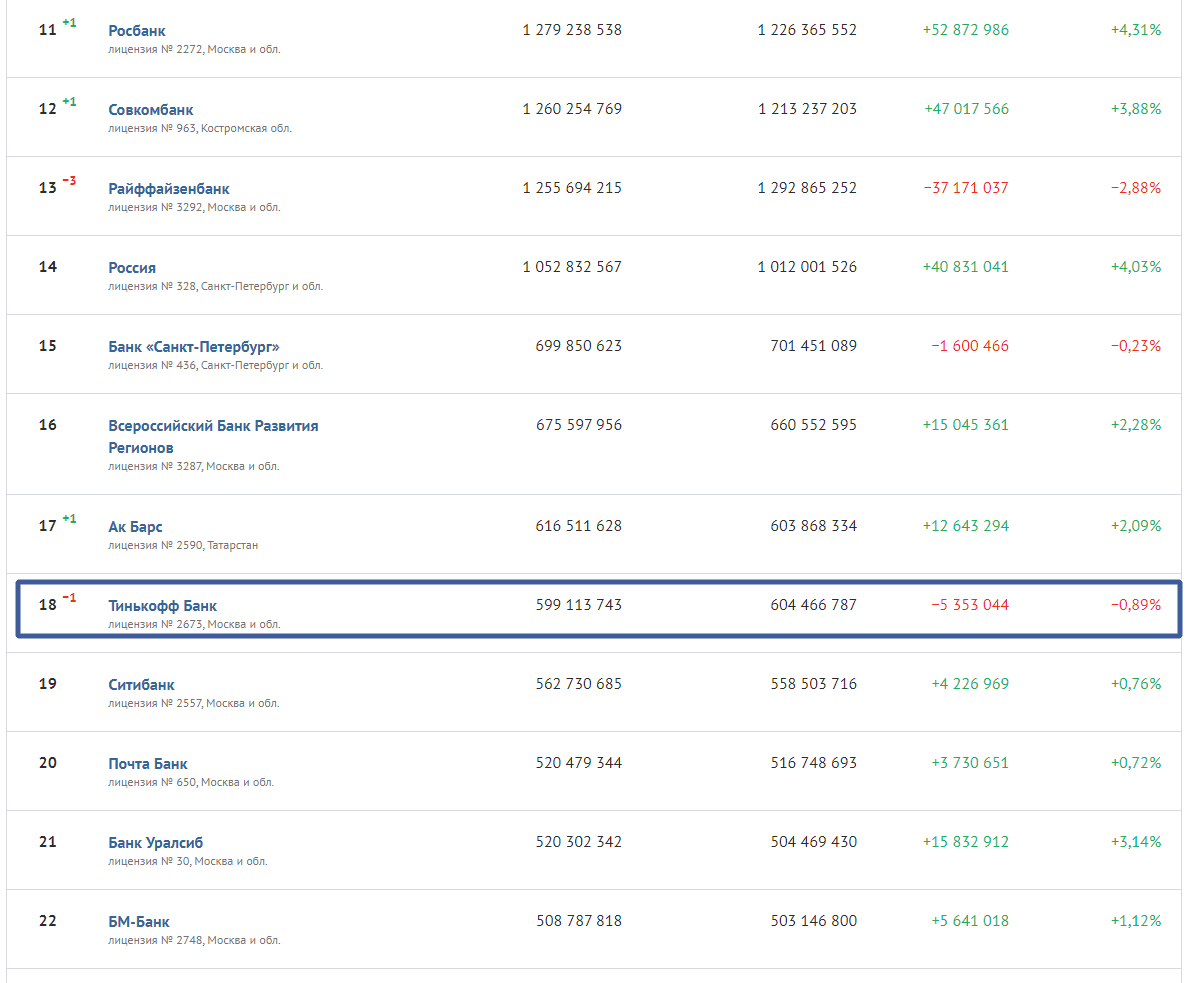 11 +1 Росбанк 1 279 238 538 1 226 365 552 +52 872 986 +4,31%
лицензия № 2272, Москва и обл.
12 +1 Совкомбанк 1 260 254 769 1 213 237 203 +47 017 566 +3,88%
лицензия № 963, Костромская обл.
13 −3 Райффайзенбанк 1 255 694 215 1 292 865 252 −37 171 037 −2,88%
лицензия № 3292, Москва и обл.
14 Россия 1 052 832 567 1 012 001 526 +40 831 041 +4,03%
лицензия № 328, Санкт-Петербург и обл.
15 Банк «Санкт-Петербург» 699 850 623 701 451 089 −1 600 466 −0,23%
лицензия № 436, Санкт-Петербург и обл.
16 Всероссийский Банк Развития 675 597 956 660 552 595 +15 045 361 +2,28%
Регионов
лицензия № 3287, Москва и обл.
17 +1 Ак Барс 616 511 628 603 868 334 +12 643 294 +2,09%
лицензия № 2590, Татарстан
18 −1 Тинькофф Банк 599 113 743 604 466 787 −5 353 044 −0,89%
лицензия № 2673, Москва и обл.
19 Ситибанк 562 730 685 558 503 716 +4 226 969 +0,76%
лицензия № 2557, Москва и обл.
20 Почта Банк 520 479 344 516 748 693 +3 730 651 +0,72%
лицензия № 650, Москва и обл.
21 Банк Уралсиб 520 302 342 504 469 430 +15 832 912 +3,14%
лицензия № 30, Москва и обл.
22 БМ-Банк 508 787 818 503 146 800 +5 641 018 +1,12%
лицензия № 2748, Москва и обл.